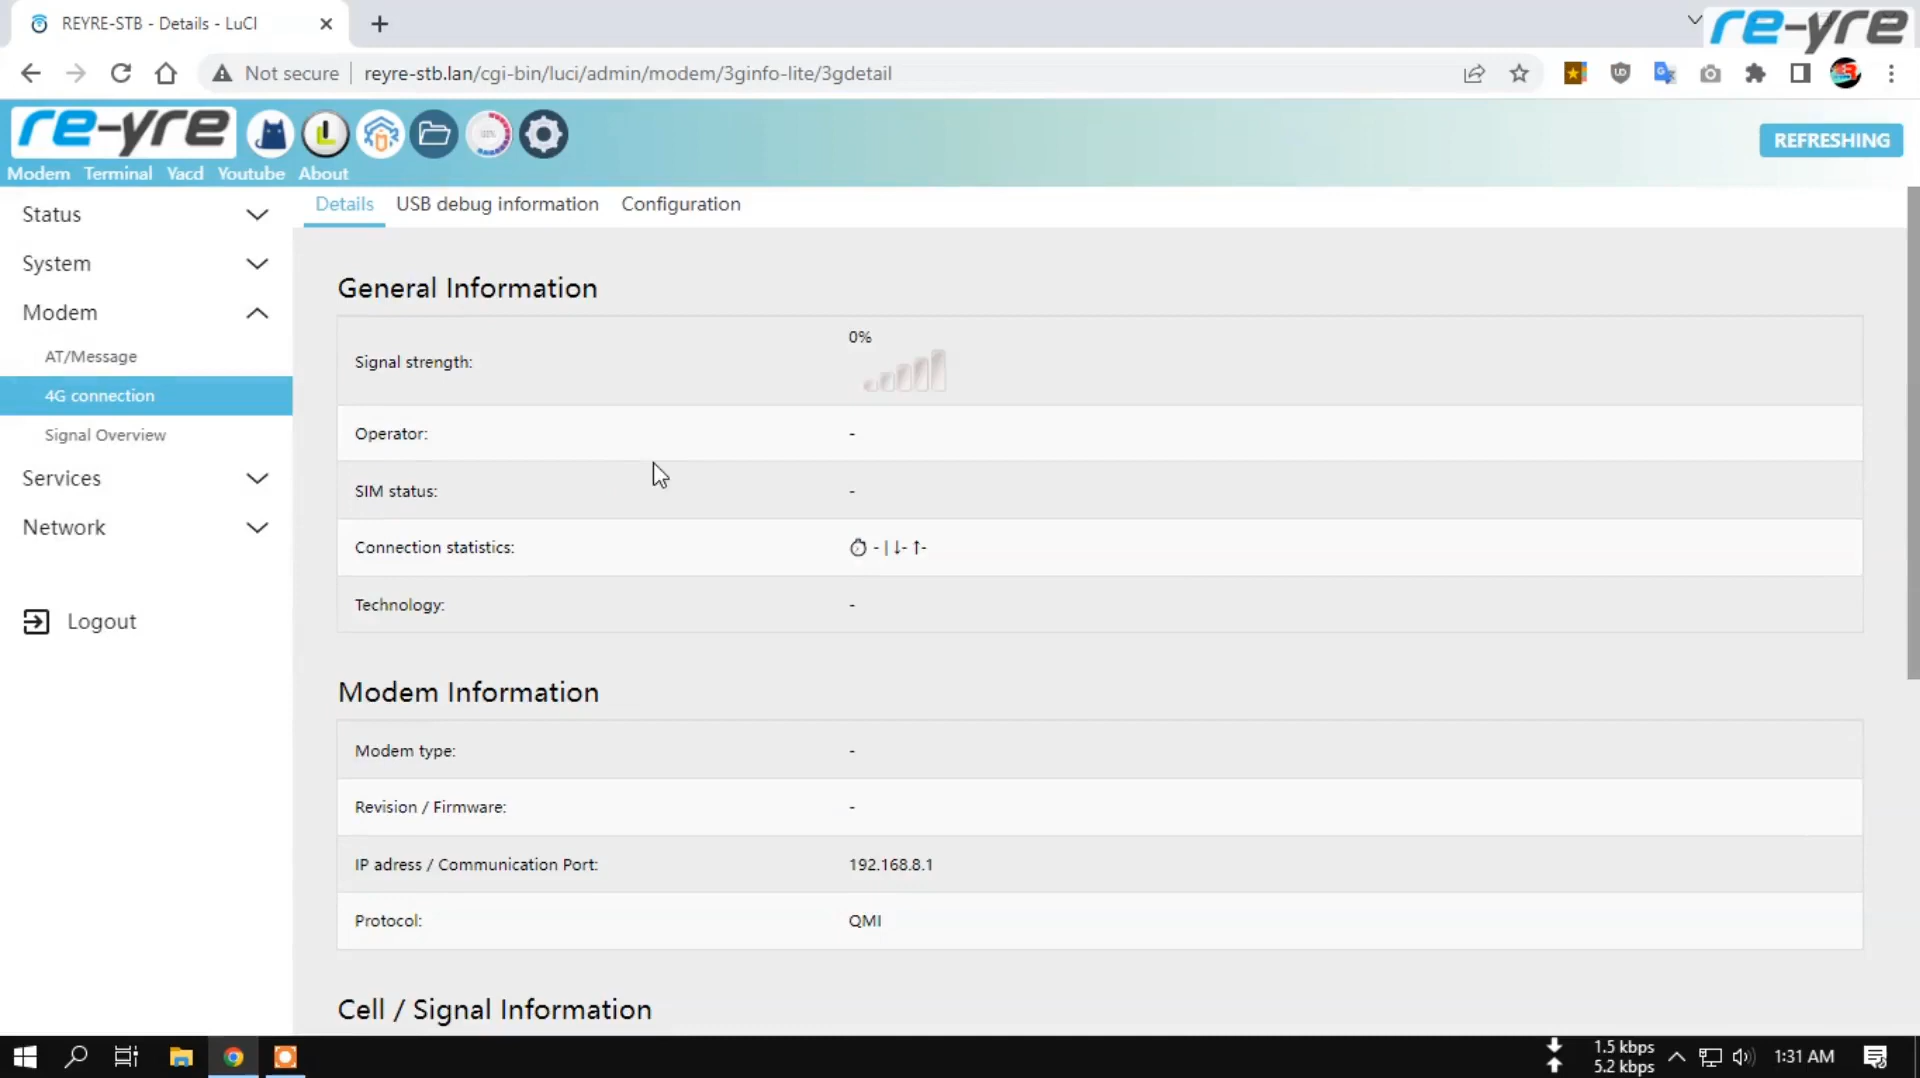 REYRE-STB - Details - LuCI
re-yre
Not secure
reyre-stb.lan/cgi-bin/luci/admin/modem/3ginfo-lite/3gdetail
re-yre
100%
REFRESHING
Modem Terminal Yacd Youtube About
Status
System
Modem
AT/Message
4G connection
Signal Overview
Services
Network
Logout
Details USB debug information Configuration
General Information
Signal strength: 0%
Operator: -
SIM status: -
Connection statistics: - | ↓- ↑-
Technology: -
Modem Information
Modem type: -
Revision / Firmware: -
IP adress / Communication Port: 192.168.8.1
Protocol: QMI
Cell / Signal Information
1.5 kbps
5.2 kbps
1:31 AM